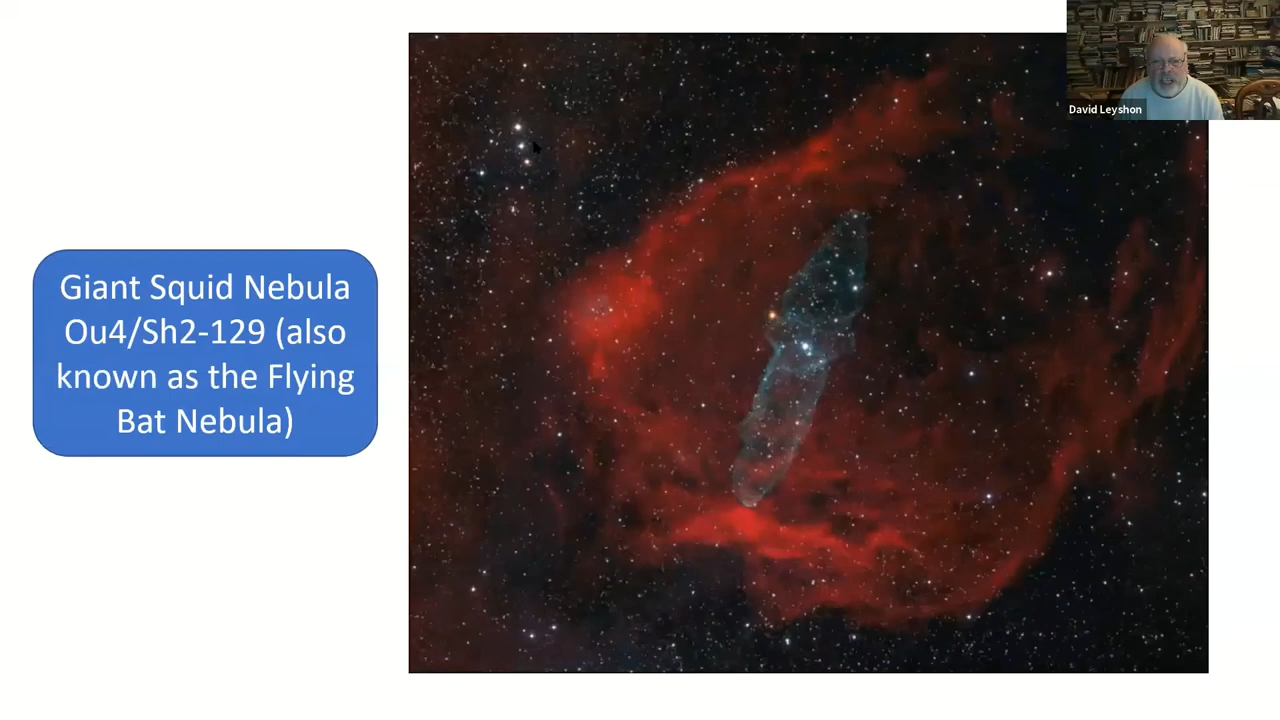 Giant Squid Nebula
Ou4/Sh2-129 (also
known as the Flying
Bat Nebula)
David Leyshon